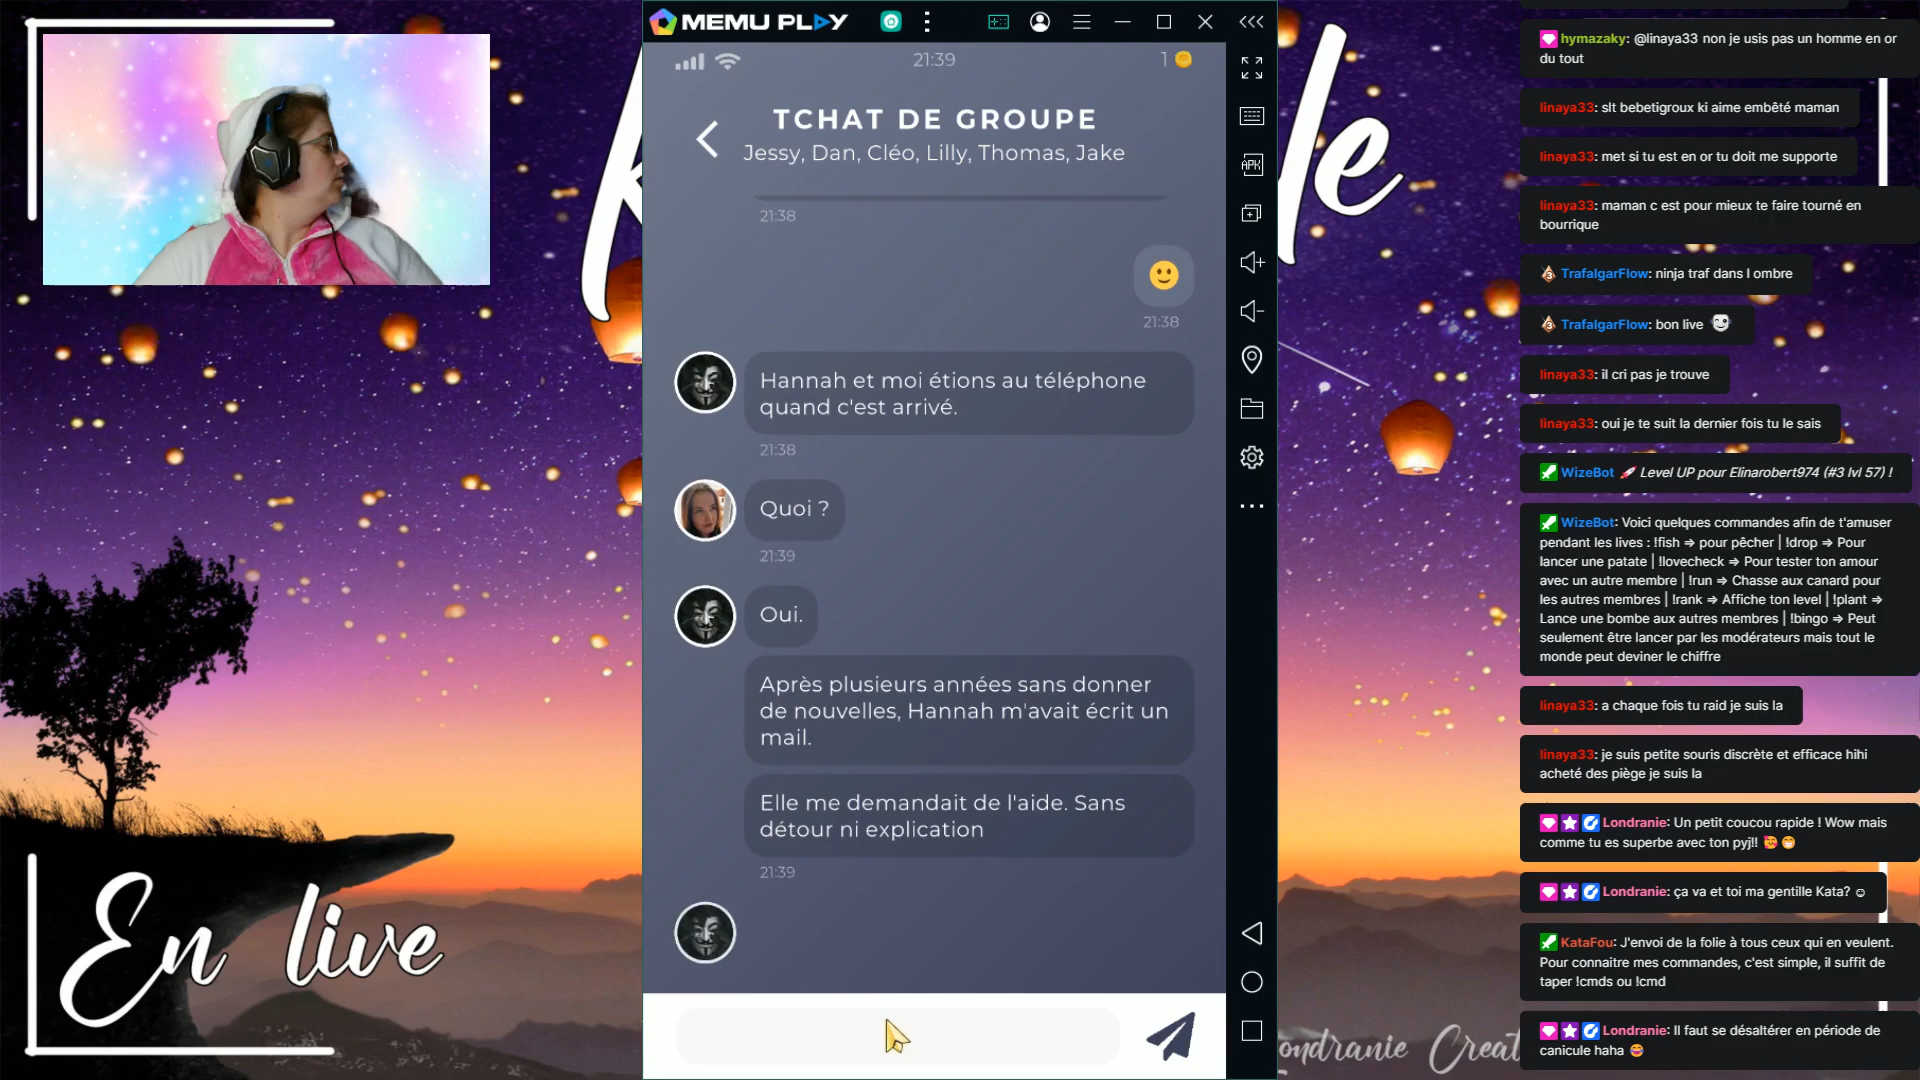 MEMU PLAY
21:39
1
TCHAT DE GROUPE
Jessy, Dan, Cléo, Lilly, Thomas, Jake
21:38
21:38
Hannah et moi étions au téléphone
quand c'est arrivé.
21:38
Quoi ?
21:39
Oui.
Après plusieurs années sans donner
de nouvelles, Hannah m'avait écrit un
mail.
Elle me demandait de l'aide. Sans
détour ni explication
21:39
APK
En live
hymazaky: @linaya33 non je usis pas un homme en or
du tout
linaya33: slt bebetigroux ki aime embêté maman
linaya33: met si tu est en or tu doit me supporte
linaya33: maman c est pour mieux te faire tourné en
bourrique
TrafalgarFlow: ninja traf dans l ombre
TrafalgarFlow: bon live
linaya33: il cri pas je trouve
linaya33: oui je te suit la dernier fois tu le sais
WizeBot 🚀 Level UP pour Elinarobert974 (#3 lvl 57) !
WizeBot: Voici quelques commandes afin de t'amuser
pendant les lives : !fish => pour pêcher | !drop => Pour
lancer une patate | !lovecheck => Pour tester ton amour
avec un autre membre | !run => Chasse aux canard pour
les autres membres | !rank => Affiche ton level | !plant =>
Lance une bombe aux autres membres | !bingo => Peut
seulement être lancer par les modérateurs mais tout le
monde peut deviner le chiffre
linaya33: a chaque fois tu raid je suis la
linaya33: je suis petite souris discrète et efficace hihi
acheté des piège je suis la
Londranie: Un petit coucou rapide ! Wow mais
comme tu es superbe avec ton pyj!! 🥰 😁
Londranie: ça va et toi ma gentille Kata? ☺
KataFou: J'envoi de la folie à tous ceux qui en veulent.
Pour connaitre mes commandes, c'est simple, il suffit de
taper !cmds ou !cmd
Londranie: Il faut se désaltérer en période de
canicule haha 😂